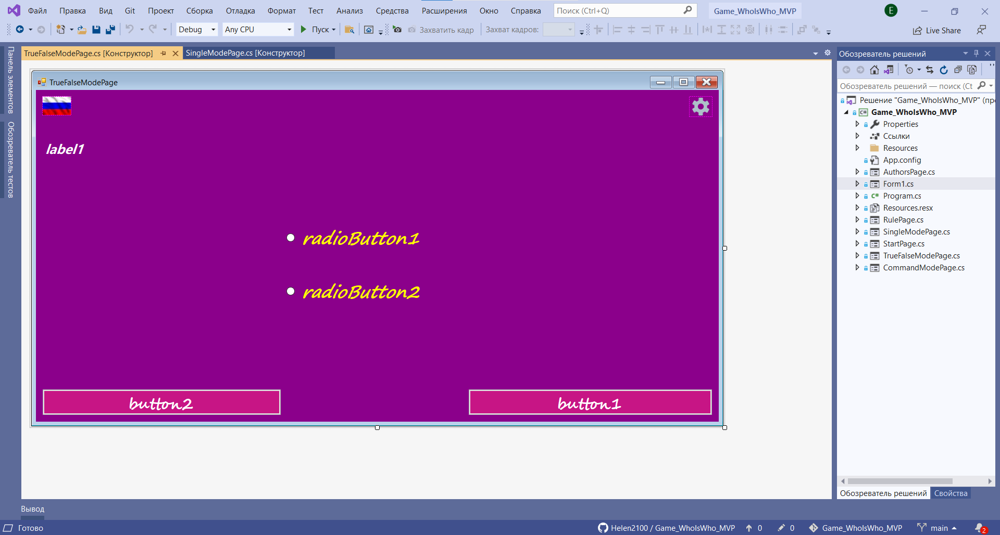 Файл Правка Вид Git Проект Сборка Отладка Формат Тест Анализ Средства Расширения Окно Справка Поиск (Ctrl+Q) Game_WhoIsWho_MVP E
Debug Any CPU Пуск Захватить кадр Захват кадров: Live Share
Панель элементов
Обозреватель тестов
TrueFalseModePage.cs [Конструктор] SingleModePage.cs [Конструктор]
TrueFalseModePage
label1
radioButton1
radioButton2
button2 button1
Обозреватель решений
Обозреватель решений — поиск (Ct
Решение "Game_WhoIsWho_MVP" (про
Game_WhoIsWho_MVP
Properties
Ссылки
Resources
App.config
AuthorsPage.cs
Form1.cs
Program.cs
Resources.resx
RulePage.cs
SingleModePage.cs
StartPage.cs
TrueFalseModePage.cs
CommandModePage.cs
Обозреватель решений Свойства
Вывод
Готово Helen2100 / Game_WhoIsWho_MVP 0 0 Game_WhoIsWho_MVP main 2